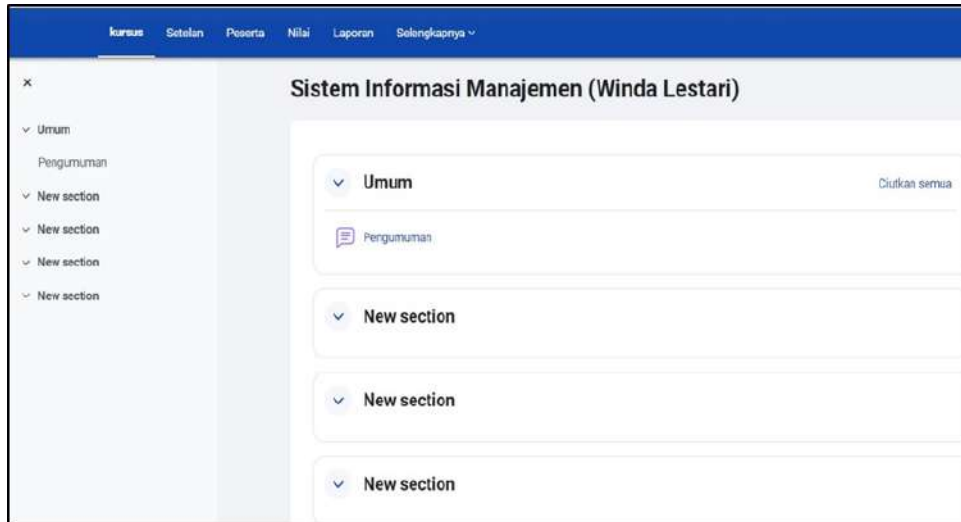 kursus Setelan Peserta Nilai Laporan Selengkapnya
Sistem Informasi Manajemen (Winda Lestari)
Umum
Pengumuman
New section
New section
New section
New section
Umum
Ciutkan semua
Pengumuman
New section
New section
New section